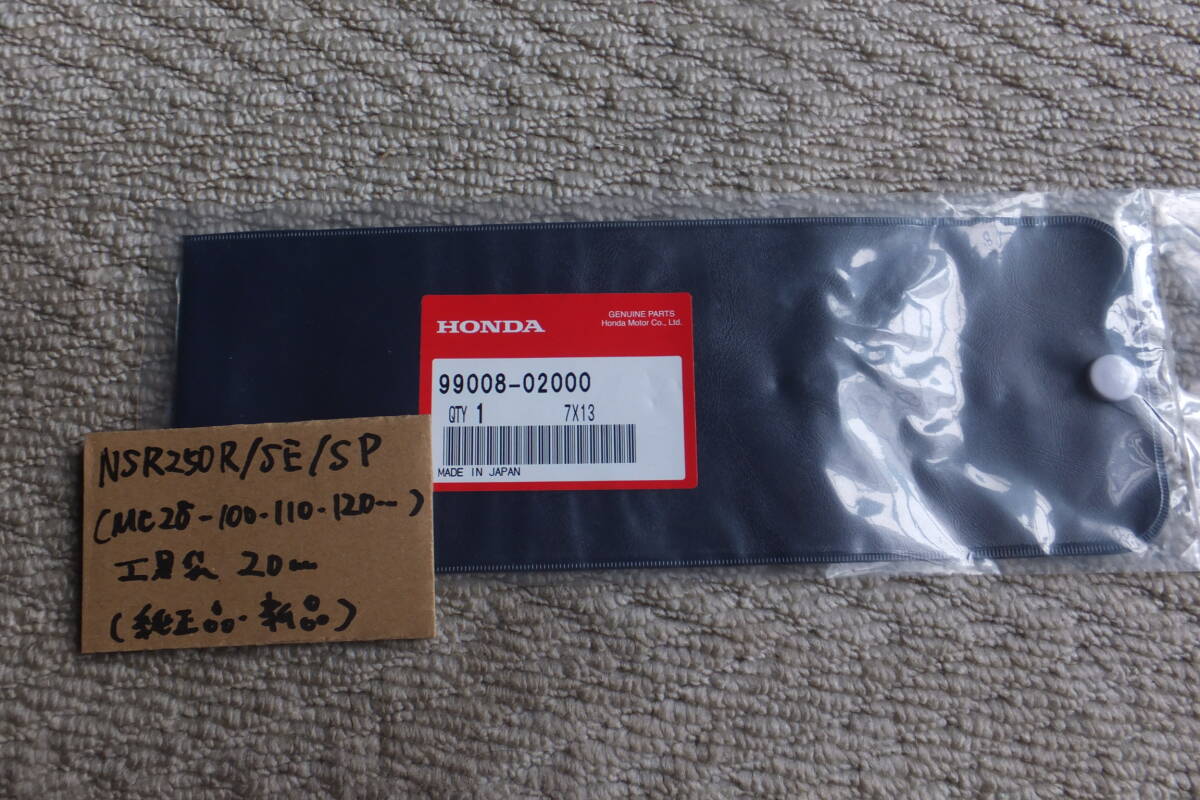 HONDA
GENUINE PARTS
Honda Motor Co., Ltd.
99008-02000
QTY 1 7X13
MADE IN JAPAN
NSR250R/SE/SP
(MC28-100-110-120〜)
工具袋 20㎝
(純正品・新品)